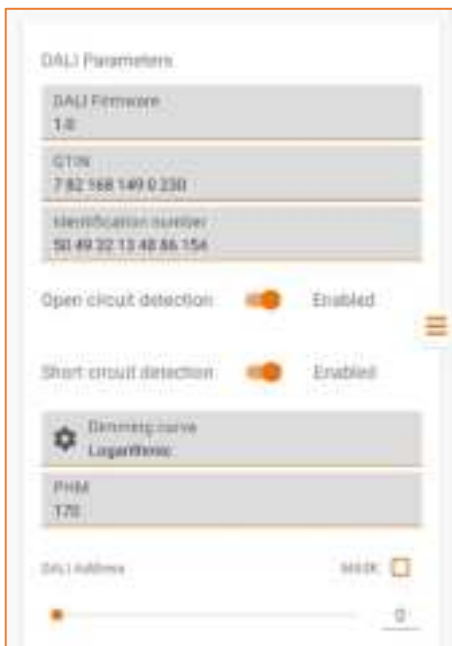 DALI Parameters
DALI Firmware
1.0
GTIN
7 82 168 149 0 230
Identification number
50 49 32 13 48 86 154
Open circuit detection Enabled
Short circuit detection Enabled
Dimming curve
Logarithmic
PHM
170
DALI Address MASK
0